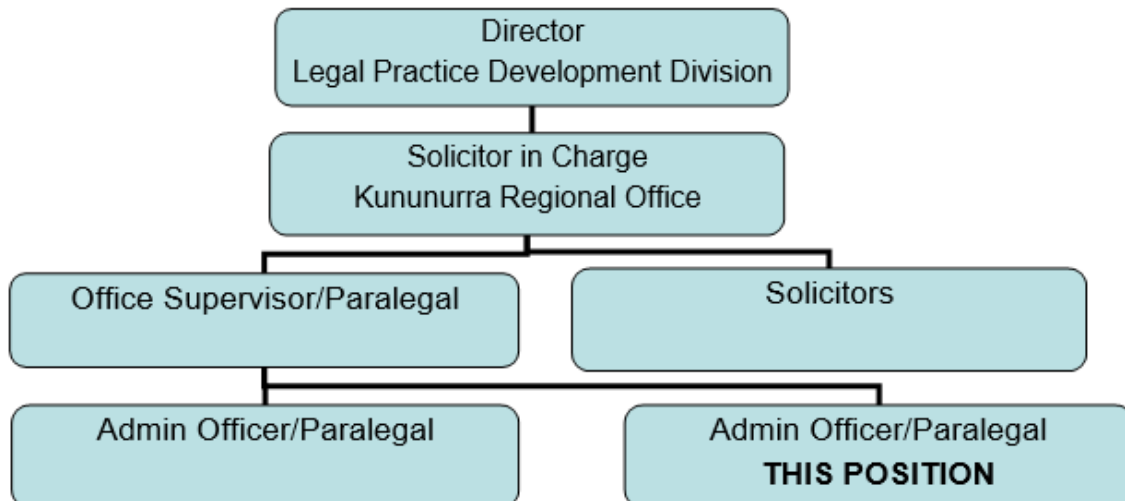 Director
Legal Practice Development Division
Solicitor in Charge
Kununurra Regional Office
Office Supervisor/Paralegal
Solicitors
Admin Officer/Paralegal
Admin Officer/Paralegal
THIS POSITION